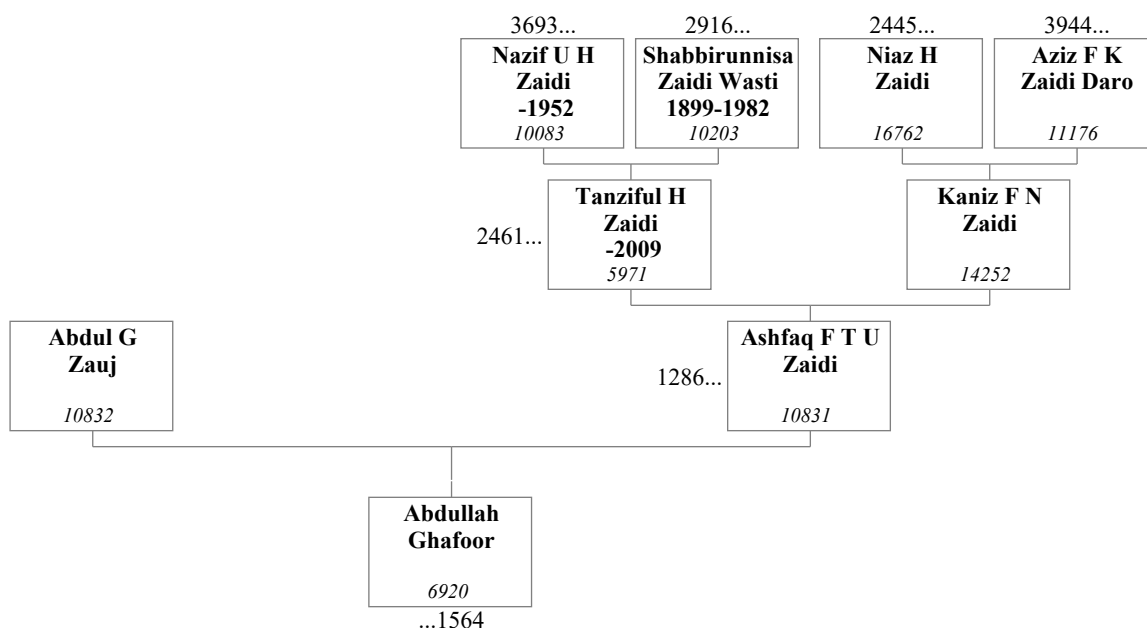 3693...
Nazif U H
Zaidi
-1952
10083
2916...
Shabbirunnisa
Zaidi Wasti
1899-1982
10203
2445...
Niaz H
Zaidi
16762
3944...
Aziz F K
Zaidi Daro
11176
2461...
Tanziful H
Zaidi
-2009
5971
Kaniz F N
Zaidi
14252
Abdul G
Zauj
10832
1286...
Ashfaq F T U
Zaidi
10831
Abdullah
Ghafoor
6920
...1564